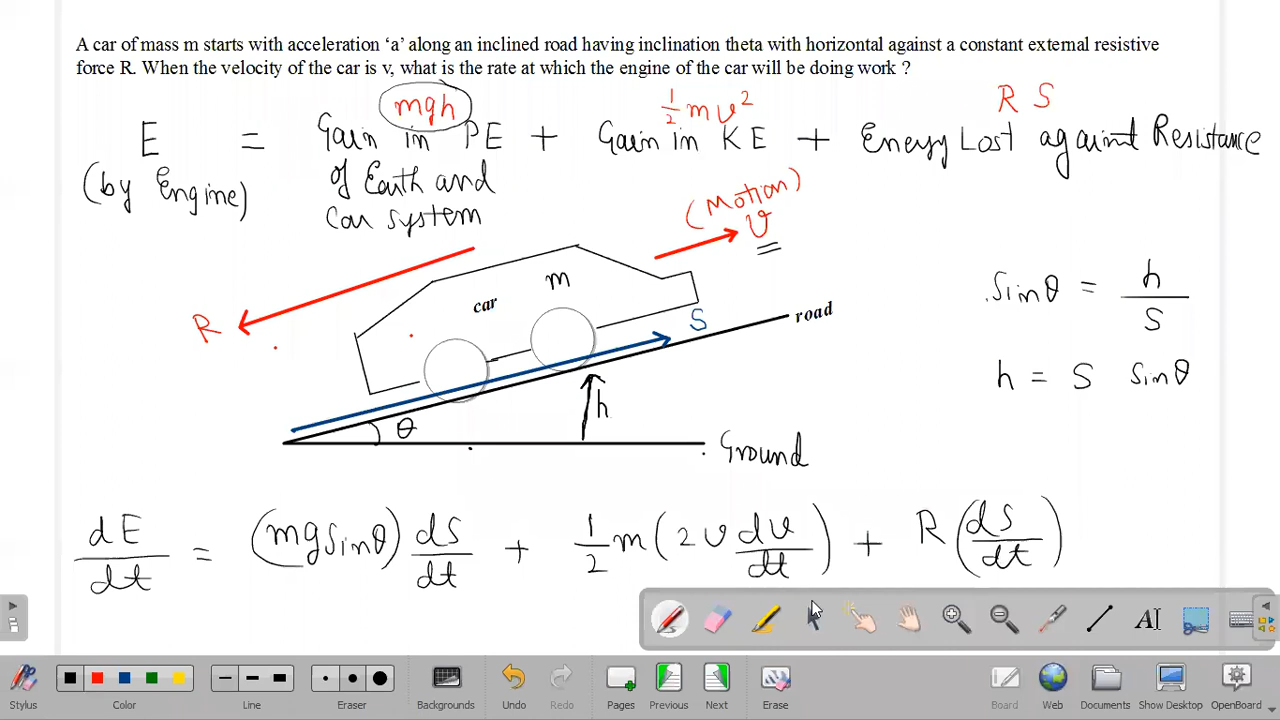 A car of mass m starts with acceleration ‘a’ along an inclined road having inclination theta with horizontal against a constant external resistive
force R. When the velocity of the car is v, what is the rate at which the engine of the car will be doing work ?
mgh
1/2 m v²
R S
E = Gain in PE + Gain in KE + Energy Lost against Resistance
(by Engine)
of Earth and
Car system
(Motion)
v
m
car
R
S
road
sinθ = h/S
h = S sinθ
h
θ
Ground
dE/dt = (mg sinθ) dS/dt + 1/2 m (2v dv/dt) + R (ds/dt)
A
Stylus
Color
Line
Eraser
Backgrounds
Undo
Redo
Pages
Previous
Next
Erase
Board
Web
Documents
Show Desktop
OpenBoard